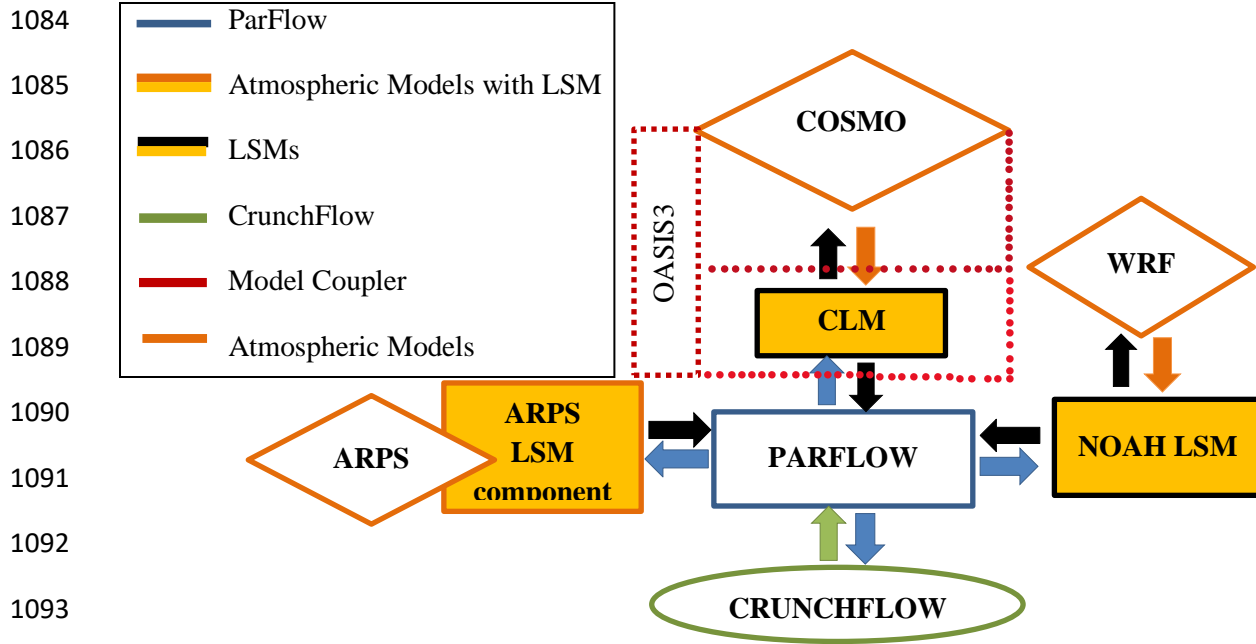 1084
ParFlow
1085
Atmospheric Models with LSM
1086
LSMs
COSMO
1087
CrunchFlow
OASIS3
1088
Model Coupler
WRF
1089
Atmospheric Models
CLM
1090
ARPS
LSM
component
1091
ARPS
PARFLOW
NOAH LSM
1092
1093
CRUNCHFLOW